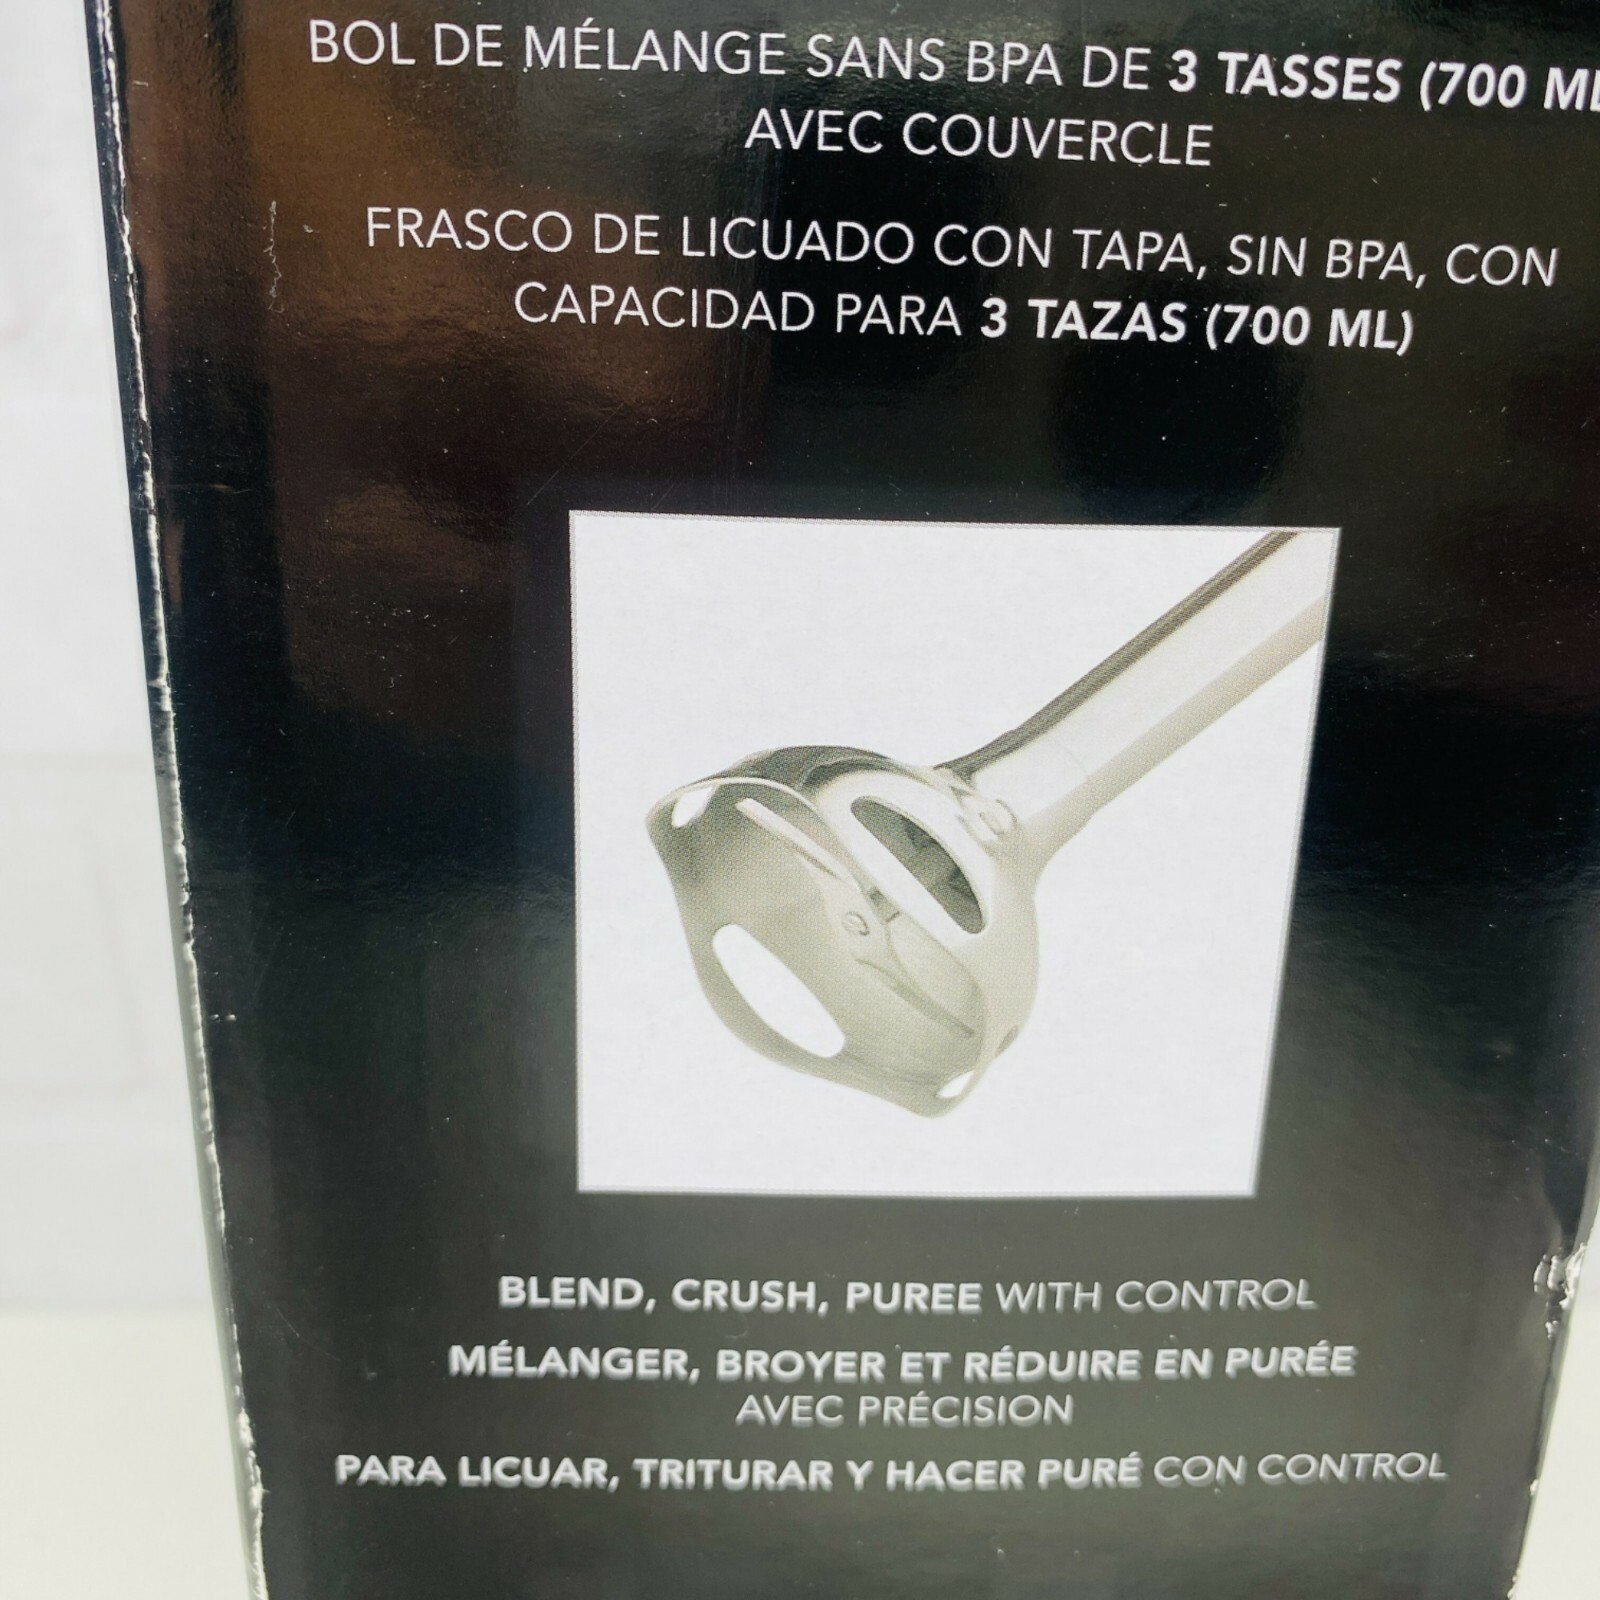 BOL DE MÉLANGE SANS BPA DE 3 TASSES (700 ML
AVEC COUVERCLE
FRASCO DE LICUADO CON TAPA, SIN BPA, CON
CAPACIDAD PARA 3 TAZAS (700 ML)
BLEND, CRUSH, PUREE WITH CONTROL
MÉLANGER, BROYER ET RÉDUIRE EN PURÉE
AVEC PRÉCISION
PARA LICUAR, TRITURAR Y HACER PURÉ CON CONTROL